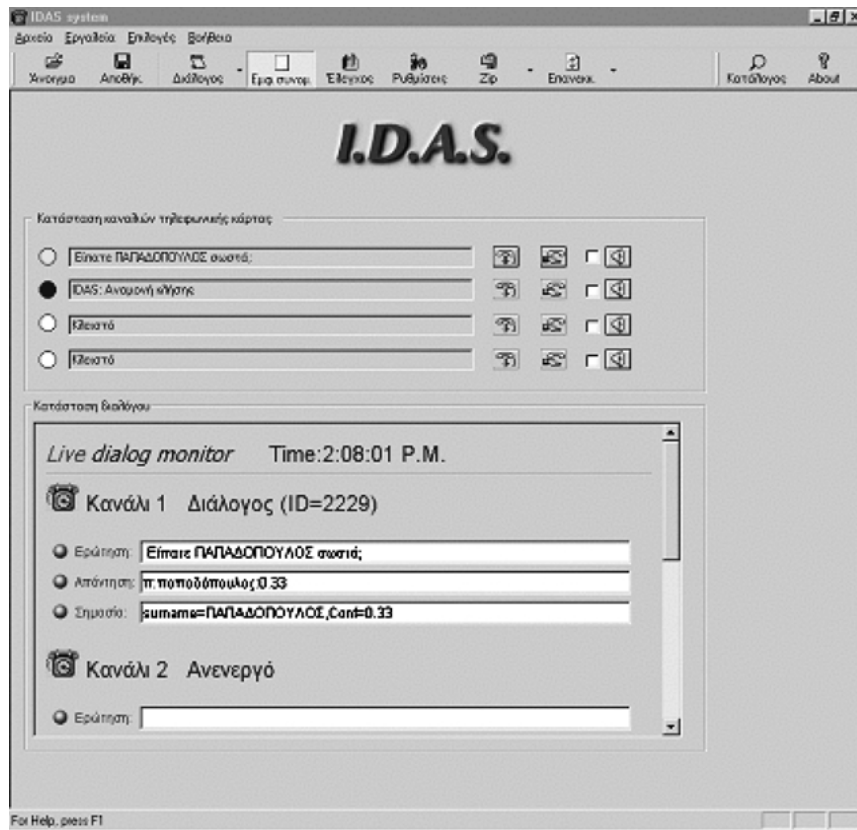 IDAS system
Αρχείο Εργαλεία Επιλογές Βοήθεια
Άνοιγμα Αποθήκ. Διάλογος Εμφ.συνομ. Έλεγχος Ρυθμίσεις Zip Επανεκκ. Κατάλογος About
I.D.A.S.
Κατάσταση καναλιών τηλεφωνικής κάρτας
Είπατε ΠΑΠΑΔΟΠΟΥΛΟΣ σωστά;
IDAS: Αναμονή κλήσης
Κλειστό
Κλειστό
Κατάσταση διαλόγου
Live dialog monitor Time:2:08:01 P.M.
Κανάλι 1 Διάλογος (ID=2229)
Ερώτηση: Είπατε ΠΑΠΑΔΟΠΟΥΛΟΣ σωστά;
Απάντηση: π:παπαδόπουλος:0.33
Σημασία: surname=ΠΑΠΑΔΟΠΟΥΛΟΣ,Conf=0.33
Κανάλι 2 Ανενεργό
Ερώτηση:
For Help, press F1